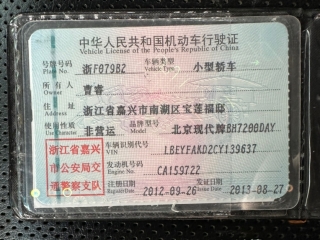 中华人民共和国机动车行驶证
Vehicle License of the People's Republic of China
号牌号码 浙F079BZ 车辆类型 小型轿车
Plate No. Vehicle Type
所有人 曹睿
Owner
住址 浙江省嘉兴市南湖区宝莲福邸
Address
使用性质 非营运 品牌型号 北京现代牌BH7200DAY
Use Character Model
浙江省嘉兴市公安局交通警察支队
车辆识别代号 LBEYFAKD2CY139637
VIN
发动机号码 CA159722
Engine No.
注册日期 2012-09-26 发证日期 2013-08-27
Register Date Issue Date